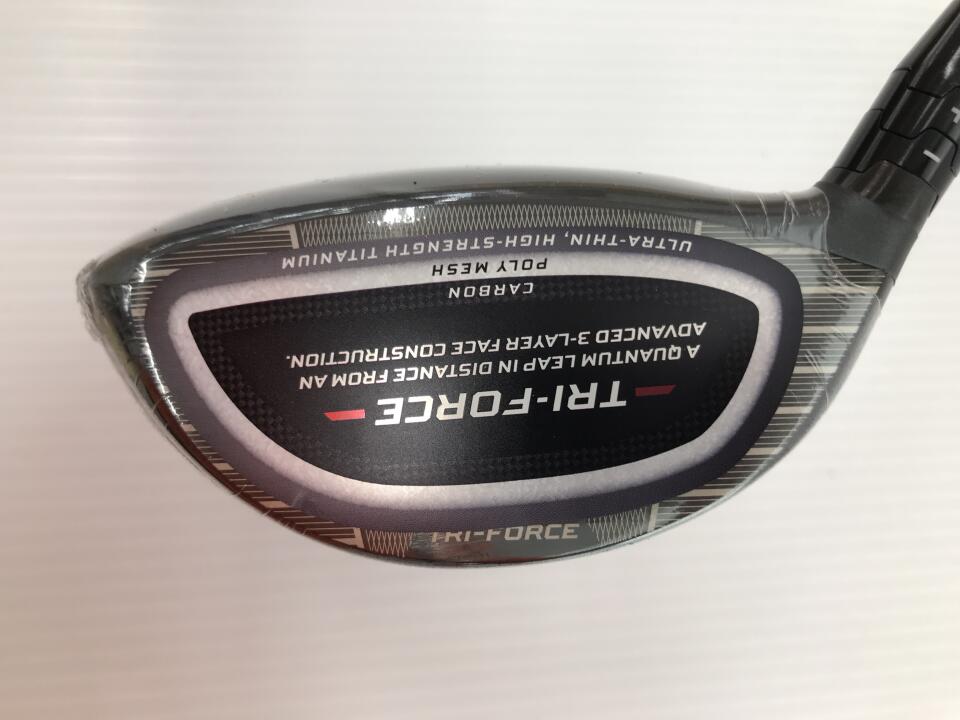 ULTRA-THIN, HIGH-STRENGTH TITANIUM
POLY MESH
CARBON
TRI-FORCE
A QUANTUM LEAP IN DISTANCE FROM AN
ADVANCED 3-LAYER FACE CONSTRUCTION.
TRI-FORCE